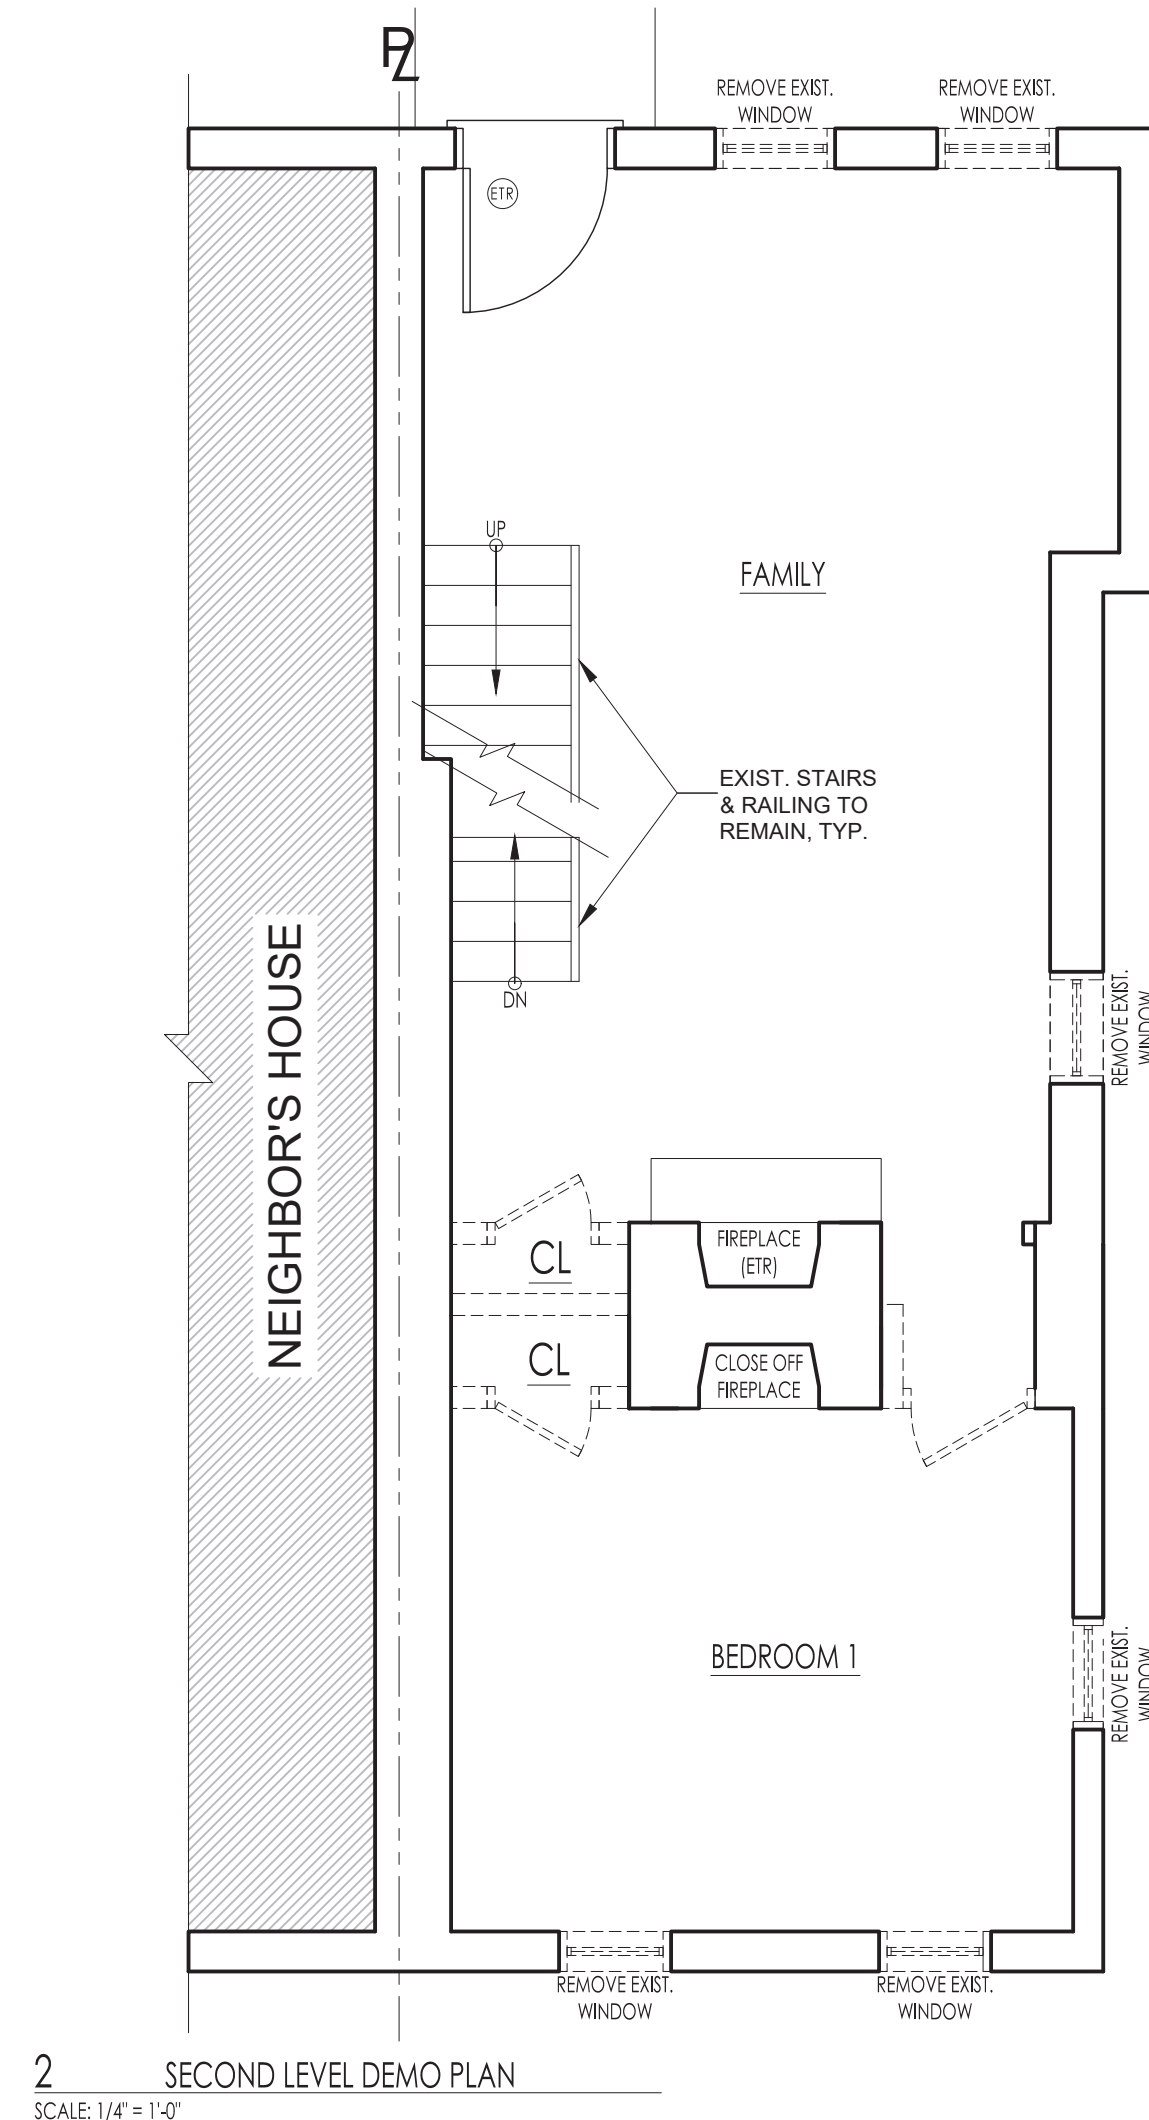 PL
REMOVE EXIST.
WINDOW
REMOVE EXIST.
WINDOW
ETR
UP
FAMILY
EXIST. STAIRS
& RAILING TO
REMAIN, TYP.
DN
NEIGHBOR'S HOUSE
REMOVE EXIST.
WINDOW
CL
FIREPLACE
(ETR)
CL
CLOSE OFF
FIREPLACE
BEDROOM 1
REMOVE EXIST.
WINDOW
REMOVE EXIST.
WINDOW
REMOVE EXIST.
WINDOW
2 SECOND LEVEL DEMO PLAN
SCALE: 1/4" = 1'-0"